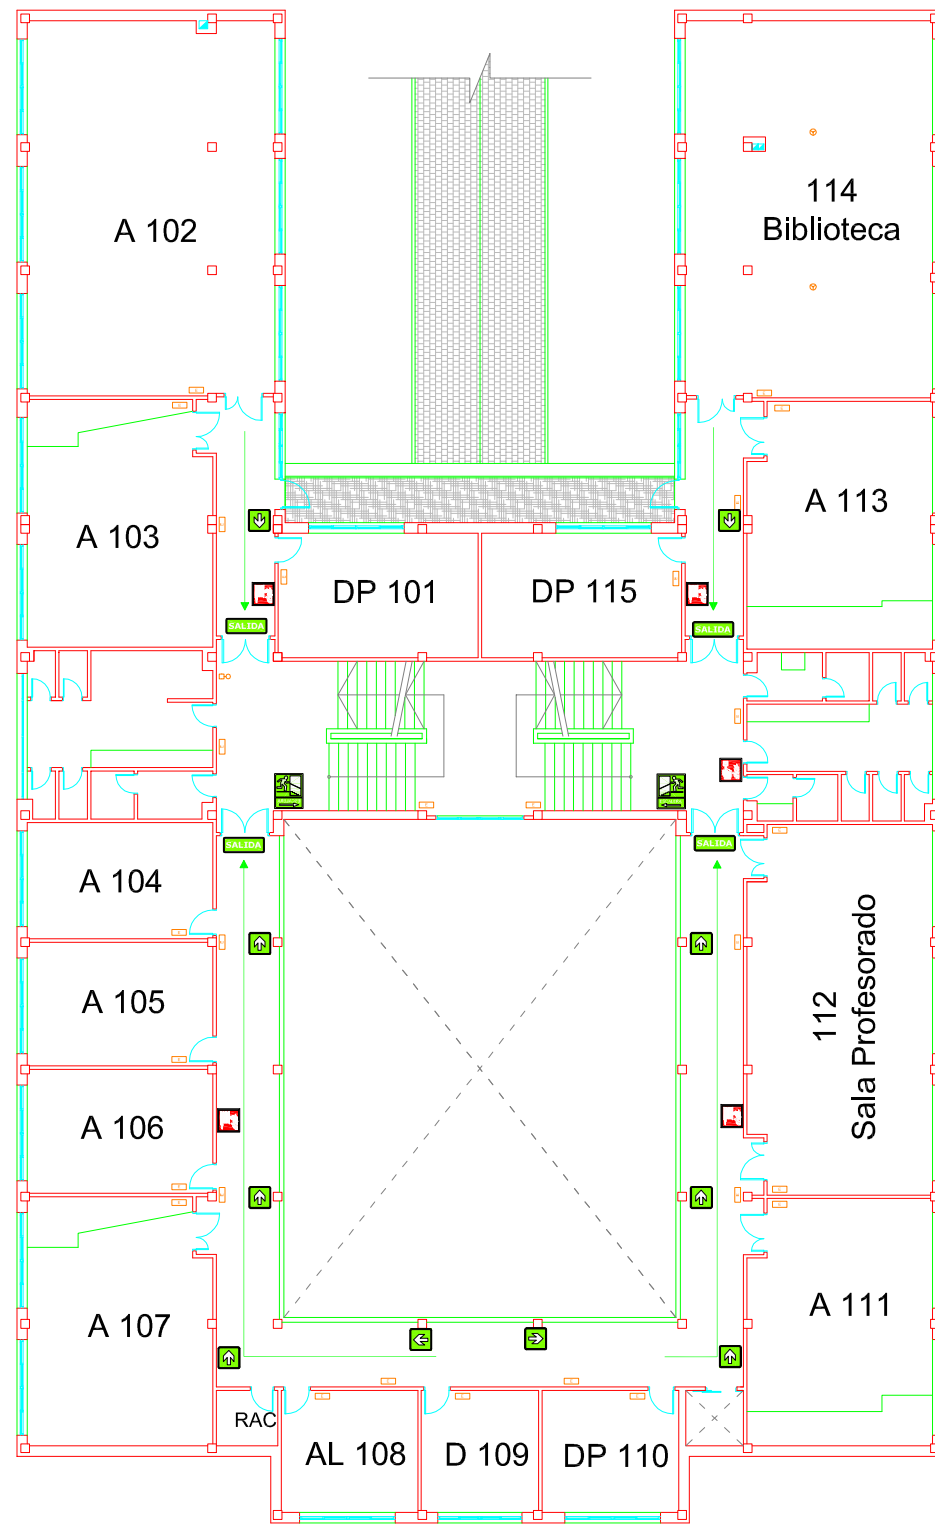 A 102
114
Biblioteca
A 103
A 113
DP 101
DP 115
SALIDA
SALIDA
SALIDA
SALIDA
A 104
A 105
112
Sala Profesorado
A 106
A 107
A 111
RAC
AL 108
D 109
DP 110